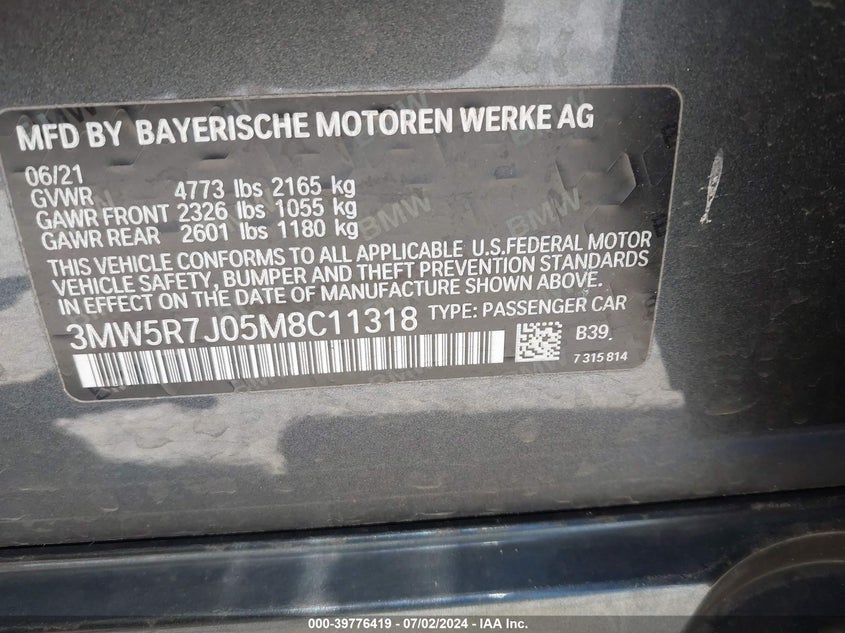 MFD BY BAYERISCHE MOTOREN WERKE AG
06/21
GVWR 4773 lbs 2165 kg
GAWR FRONT 2326 lbs 1055 kg
GAWR REAR 2601 lbs 1180 kg
THIS VEHICLE CONFORMS TO ALL APPLICABLE U.S.FEDERAL MOTOR
VEHICLE SAFETY, BUMPER AND THEFT PREVENTION STANDARDS
IN EFFECT ON THE DATE OF MANUFACTURE SHOWN ABOVE.
3MW5R7J05M8C11318 TYPE: PASSENGER CAR
B39.
7 315 814
000-39776419 - 07/02/2024 - IAA Inc.